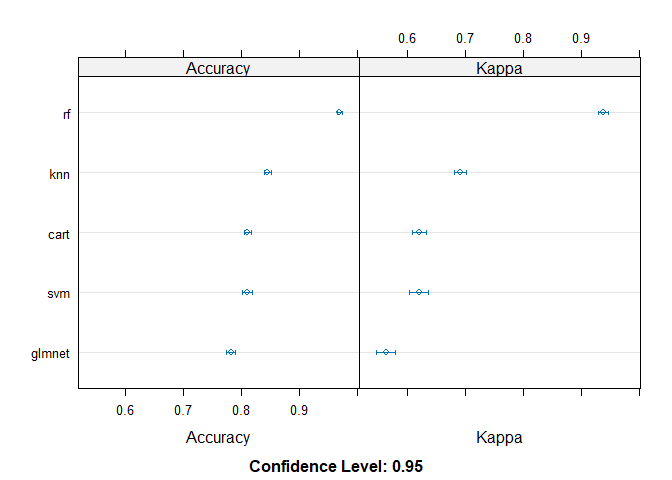 0.6 0.7 0.8 0.9
Accuracy Kappa
rf
knn
cart
svm
glmnet
0.6 0.7 0.8 0.9
Accuracy Kappa
Confidence Level: 0.95